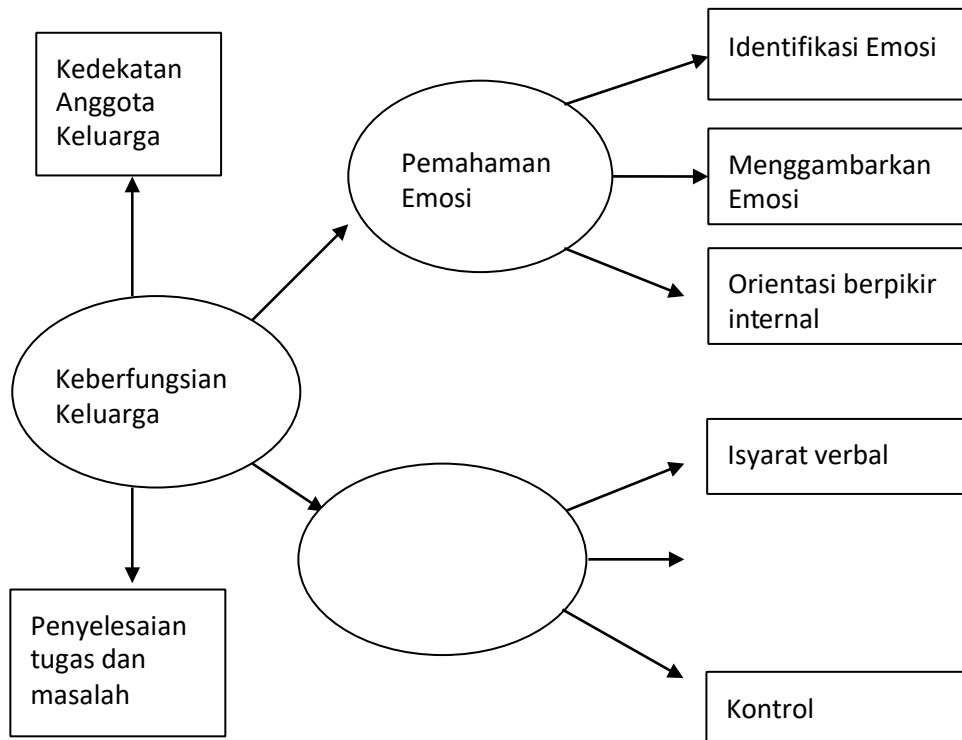 Kedekatan
Anggota
Keluarga
Identifikasi Emosi
Pemahaman
Emosi
Menggambarkan
Emosi
Orientasi berpikir
internal
Keberfungsian
Keluarga
Isyarat verbal
Penyelesaian
tugas dan
masalah
Kontrol